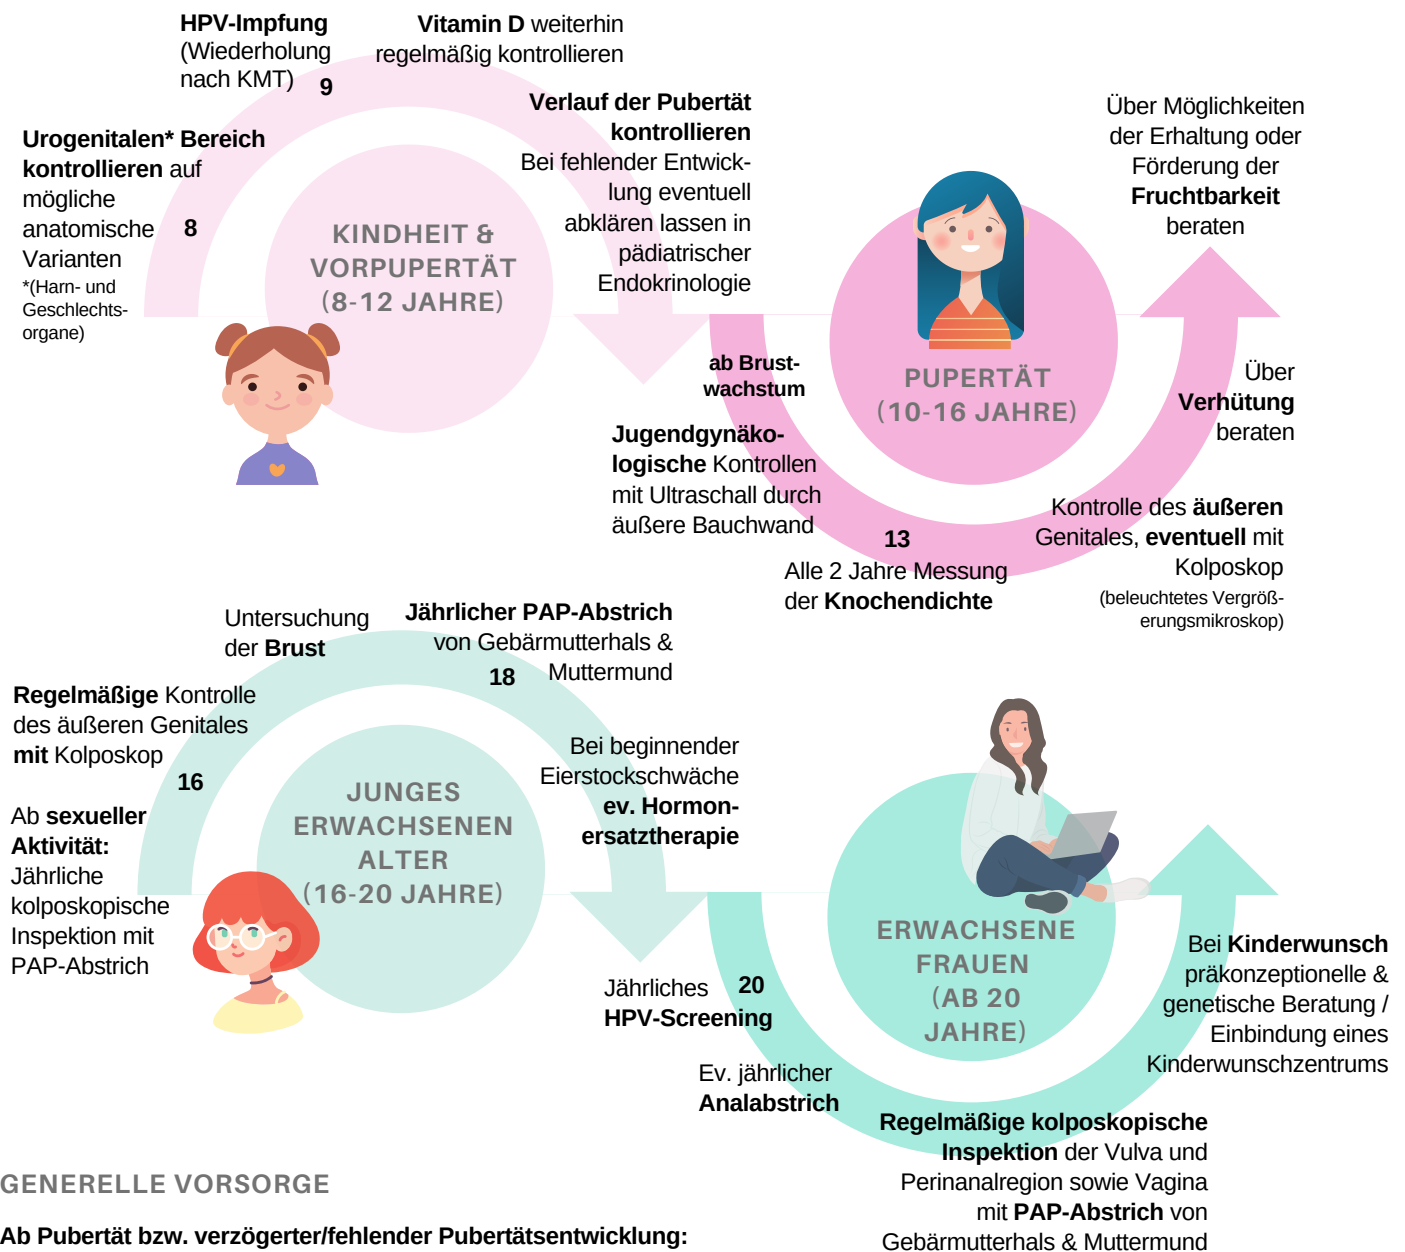 HPV-Impfung
(Wiederholung
nach KMT)
9
Vitamin D weiterhin
regelmäßig kontrollieren
Urogenitalen* Bereich
kontrollieren auf
mögliche
anatomische
Varianten
*(Harn- und
Geschlechts-
organe)
8
KINDHEIT &
VORPUPERTÄT
(8-12 JAHRE)
Verlauf der Pubertät
kontrollieren
Bei fehlender Entwick-
lung eventuell
abklären lassen in
pädiatrischer
Endokrinologie
ab Brust-
wachstum
Jugendgynäko-
logische Kontrollen
mit Ultraschall durch
äußere Bauchwand
PUPERTÄT
(10-16 JAHRE)
13
Alle 2 Jahre Messung
der Knochendichte
Kontrolle des äußeren
Genitales, eventuell mit
Kolposkop
(beleuchtetes Vergröß-
erungsmikroskop)
Über
Verhütung
beraten
Über Möglichkeiten
der Erhaltung oder
Förderung der
Fruchtbarkeit
beraten
Ab sexueller
Aktivität:
Jährliche
kolposkopische
Inspektion mit
PAP-Abstrich
16
Regelmäßige Kontrolle
des äußeren Genitales
mit Kolposkop
Untersuchung
der Brust
Jährlicher PAP-Abstrich
von Gebärmutterhals &
Muttermund
18
JUNGES
ERWACHSENEN
ALTER
(16-20 JAHRE)
Bei beginnender
Eierstockschwäche
ev. Hormon-
ersatztherapie
Jährliches
HPV-Screening
20
Ev. jährlicher
Analabstrich
ERWACHSENE
FRAUEN
(AB 20
JAHRE)
Regelmäßige kolposkopische
Inspektion der Vulva und
Perinanalregion sowie Vagina
mit PAP-Abstrich von
Gebärmutterhals & Muttermund
Bei Kinderwunsch
präkonzeptionelle &
genetische Beratung /
Einbindung eines
Kinderwunschzentrums
GENERELLE VORSORGE
Ab Pubertät bzw. verzögerter/fehlender Pubertätsentwicklung: